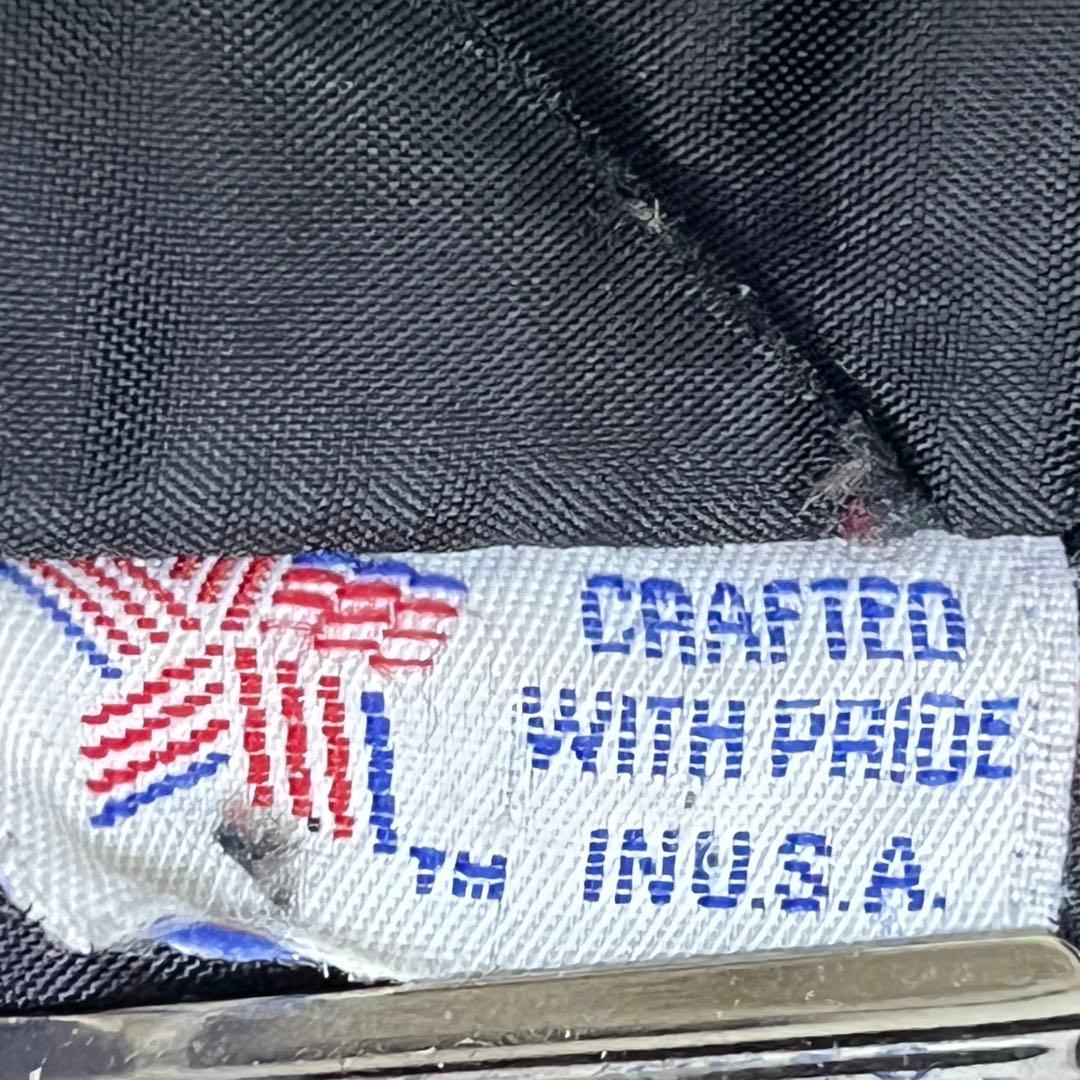 CRAFTED
WITH PRIDE
IN U.S.A.
TM